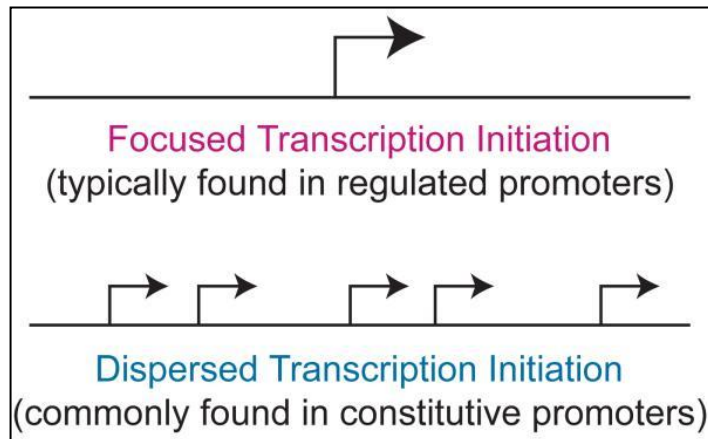 Focused Transcription Initiation
(typically found in regulated promoters)
Dispersed Transcription Initiation
(commonly found in constitutive promoters)